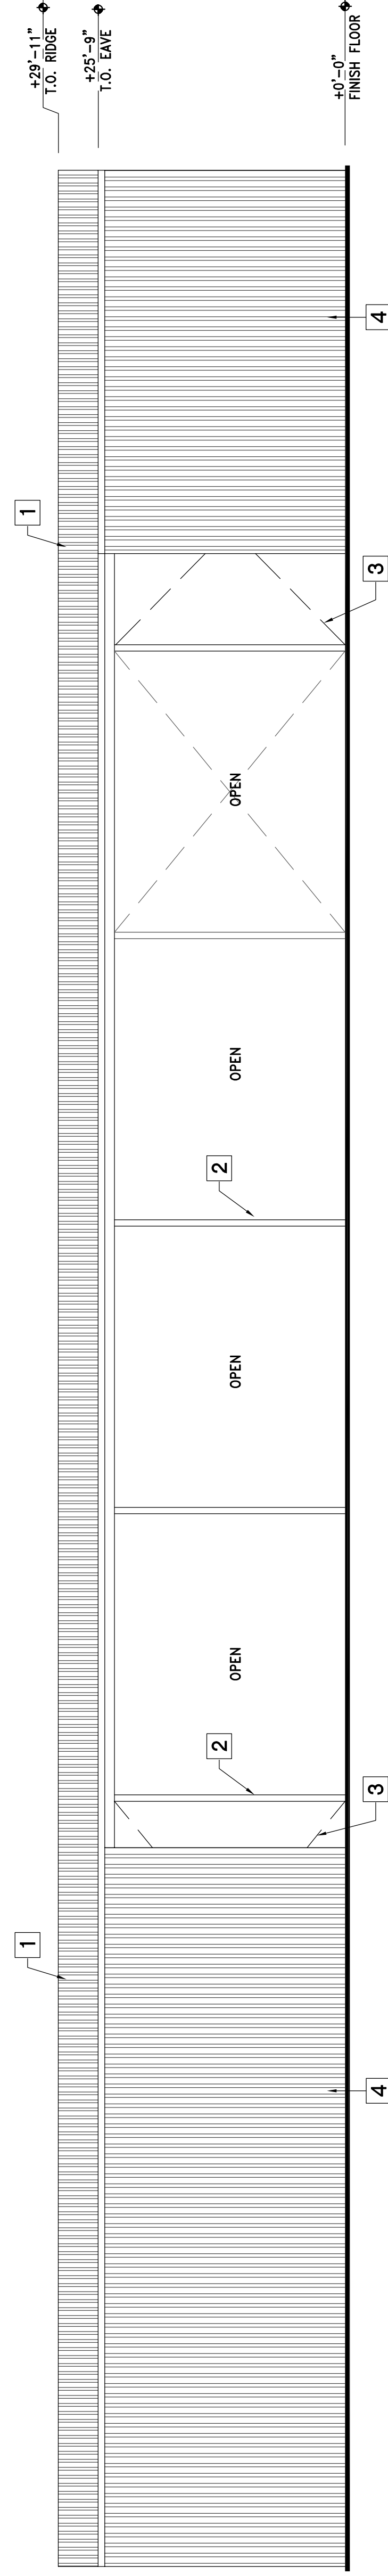 1
1
+29'-11"
T.O. RIDGE
+25'-9"
T.O. EAVE
2
2
OPEN
OPEN
OPEN
OPEN
+0'-0"
FINISH FLOOR
4
3
3
4